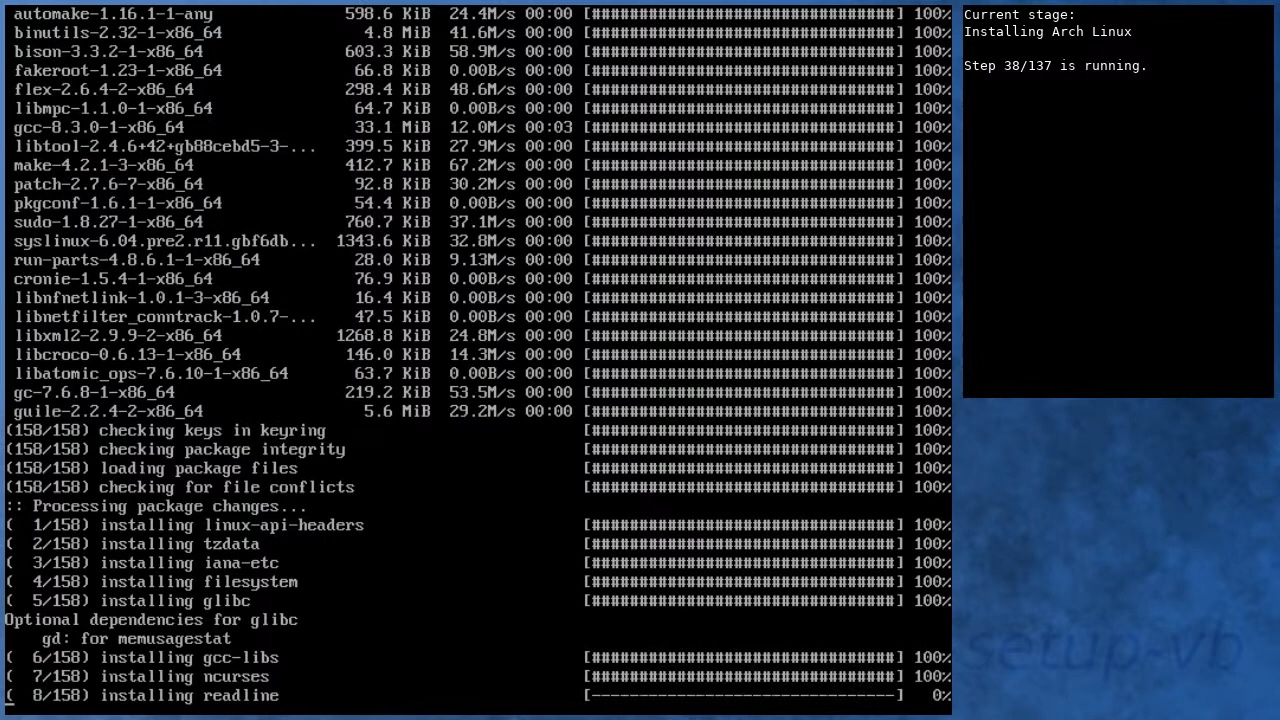 automake-1.16.1-1-any 598.6 KiB 24.4M/s 00:00 [################################] 100%
binutils-2.32-1-x86_64 4.8 MiB 41.6M/s 00:00 [################################] 100%
bison-3.3.2-1-x86_64 603.3 KiB 58.9M/s 00:00 [################################] 100%
fakeroot-1.23-1-x86_64 66.8 KiB 0.00B/s 00:00 [################################] 100%
flex-2.6.4-2-x86_64 298.4 KiB 48.6M/s 00:00 [################################] 100%
libmpc-1.1.0-1-x86_64 64.7 KiB 0.00B/s 00:00 [################################] 100%
gcc-8.3.0-1-x86_64 33.1 MiB 12.0M/s 00:03 [################################] 100%
libtool-2.4.6+42+gb88cebd5-3-... 399.5 KiB 27.9M/s 00:00 [################################] 100%
make-4.2.1-3-x86_64 412.7 KiB 67.2M/s 00:00 [################################] 100%
patch-2.7.6-7-x86_64 92.8 KiB 30.2M/s 00:00 [################################] 100%
pkgconf-1.6.1-1-x86_64 54.4 KiB 0.00B/s 00:00 [################################] 100%
sudo-1.8.27-1-x86_64 760.7 KiB 37.1M/s 00:00 [################################] 100%
syslinux-6.04.pre2.r11.gbf6db... 1343.6 KiB 32.8M/s 00:00 [################################] 100%
run-parts-4.8.6.1-1-x86_64 28.0 KiB 9.13M/s 00:00 [################################] 100%
cronie-1.5.4-1-x86_64 76.9 KiB 0.00B/s 00:00 [################################] 100%
libnfnetlink-1.0.1-3-x86_64 16.4 KiB 0.00B/s 00:00 [################################] 100%
libnetfilter_conntrack-1.0.7-... 47.5 KiB 0.00B/s 00:00 [################################] 100%
libxml2-2.9.9-2-x86_64 1268.8 KiB 24.8M/s 00:00 [################################] 100%
libcroco-0.6.13-1-x86_64 146.0 KiB 14.3M/s 00:00 [################################] 100%
libatomic_ops-7.6.10-1-x86_64 63.7 KiB 0.00B/s 00:00 [################################] 100%
gc-7.6.8-1-x86_64 219.2 KiB 53.5M/s 00:00 [################################] 100%
guile-2.2.4-2-x86_64 5.6 MiB 29.2M/s 00:00 [################################] 100%
(158/158) checking keys in keyring [################################] 100%
(158/158) checking package integrity [################################] 100%
(158/158) loading package files [################################] 100%
(158/158) checking for file conflicts [################################] 100%
:: Processing package changes...
( 1/158) installing linux-api-headers [################################] 100%
( 2/158) installing tzdata [################################] 100%
( 3/158) installing iana-etc [################################] 100%
( 4/158) installing filesystem [################################] 100%
( 5/158) installing glibc [################################] 100%
Optional dependencies for glibc
gd: for memusagestat
( 6/158) installing gcc-libs [################################] 100%
( 7/158) installing ncurses [################################] 100%
( 8/158) installing readline [--------------------------------] 0%
Current stage:
Installing Arch Linux
Step 38/137 is running.
setup-vb